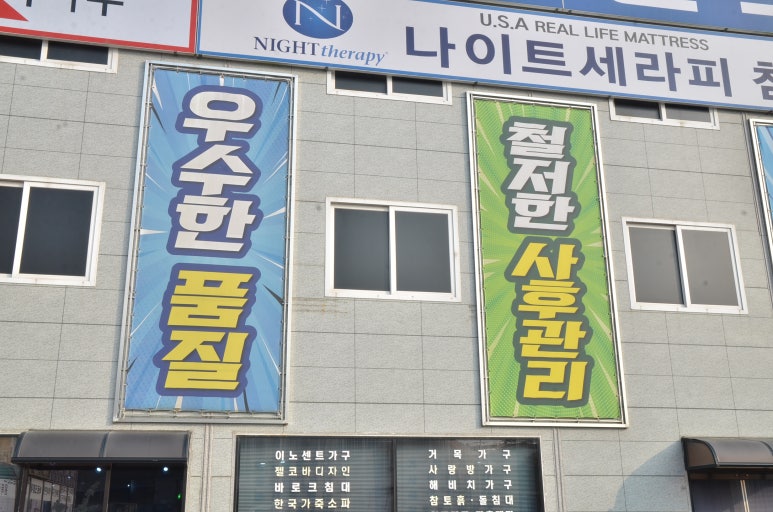 N
NIGHT therapy
U.S.A REAL LIFE MATTRESS
나이트세라피 침
우수한 품질
철저한 사후관리
이노센트가구
젤코바디자인
바로크침대
한국가죽소파
거목가구
사랑방가구
해비치가구
참토흙·돌침대